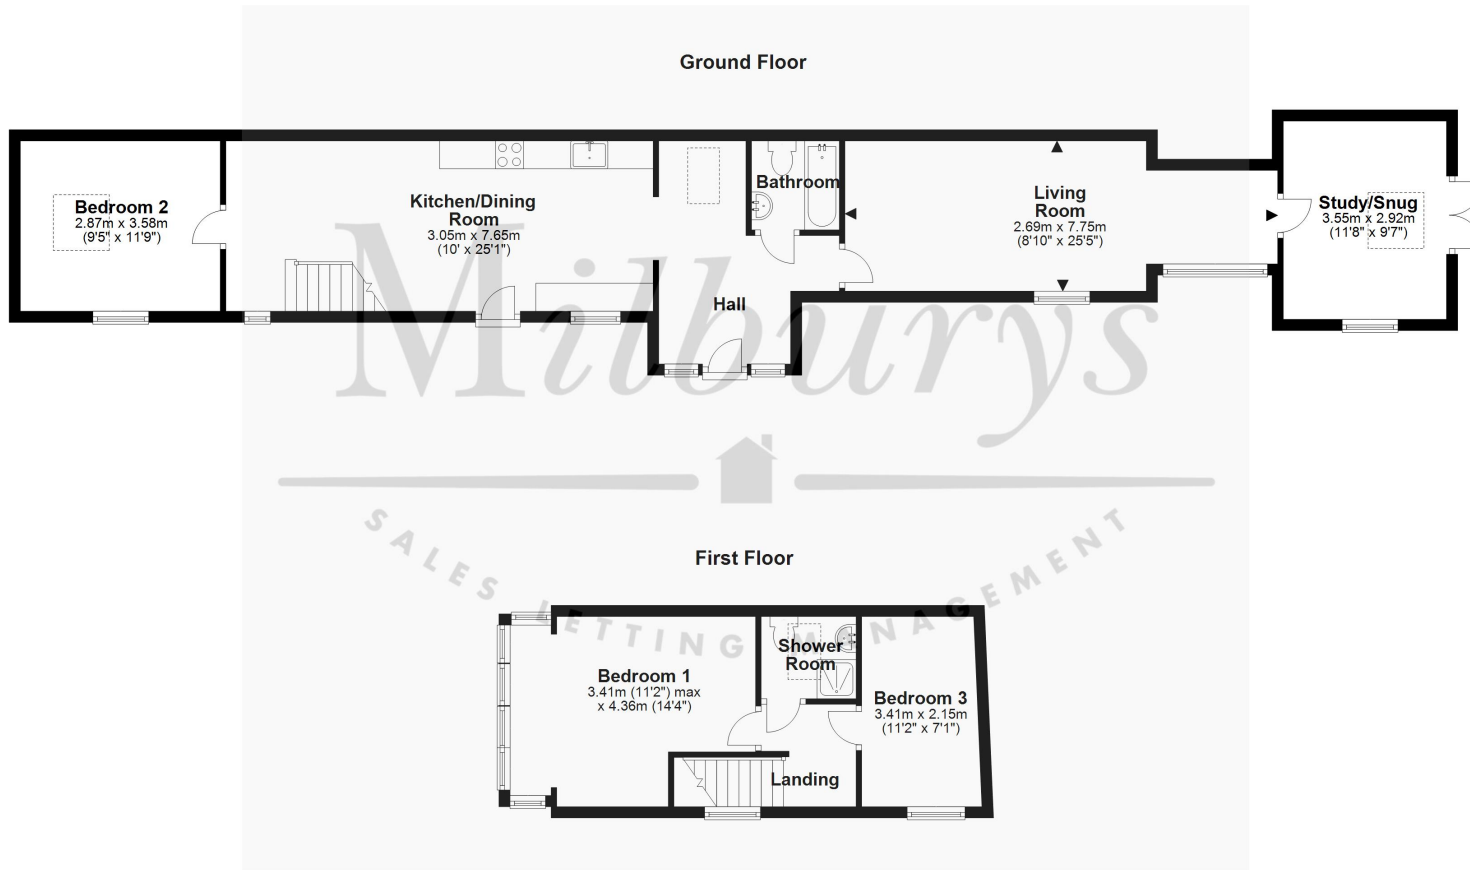 Ground Floor
Bedroom 2
2.87m x 3.58m
(9'5" x 11'9")
Kitchen/Dining
Room
3.05m x 7.65m
(10' x 25'1")
Bathroom
Hall
Living
Room
2.69m x 7.75m
(8'10" x 25'5")
Study/Snug
3.55m x 2.92m
(11'8" x 9'7")
Milburys
SALES LETTING MANAGEMENT
First Floor
Bedroom 1
3.41m (11'2") max
x 4.36m (14'4")
Shower
Room
Bedroom 3
3.41m x 2.15m
(11'2" x 7'1")
Landing